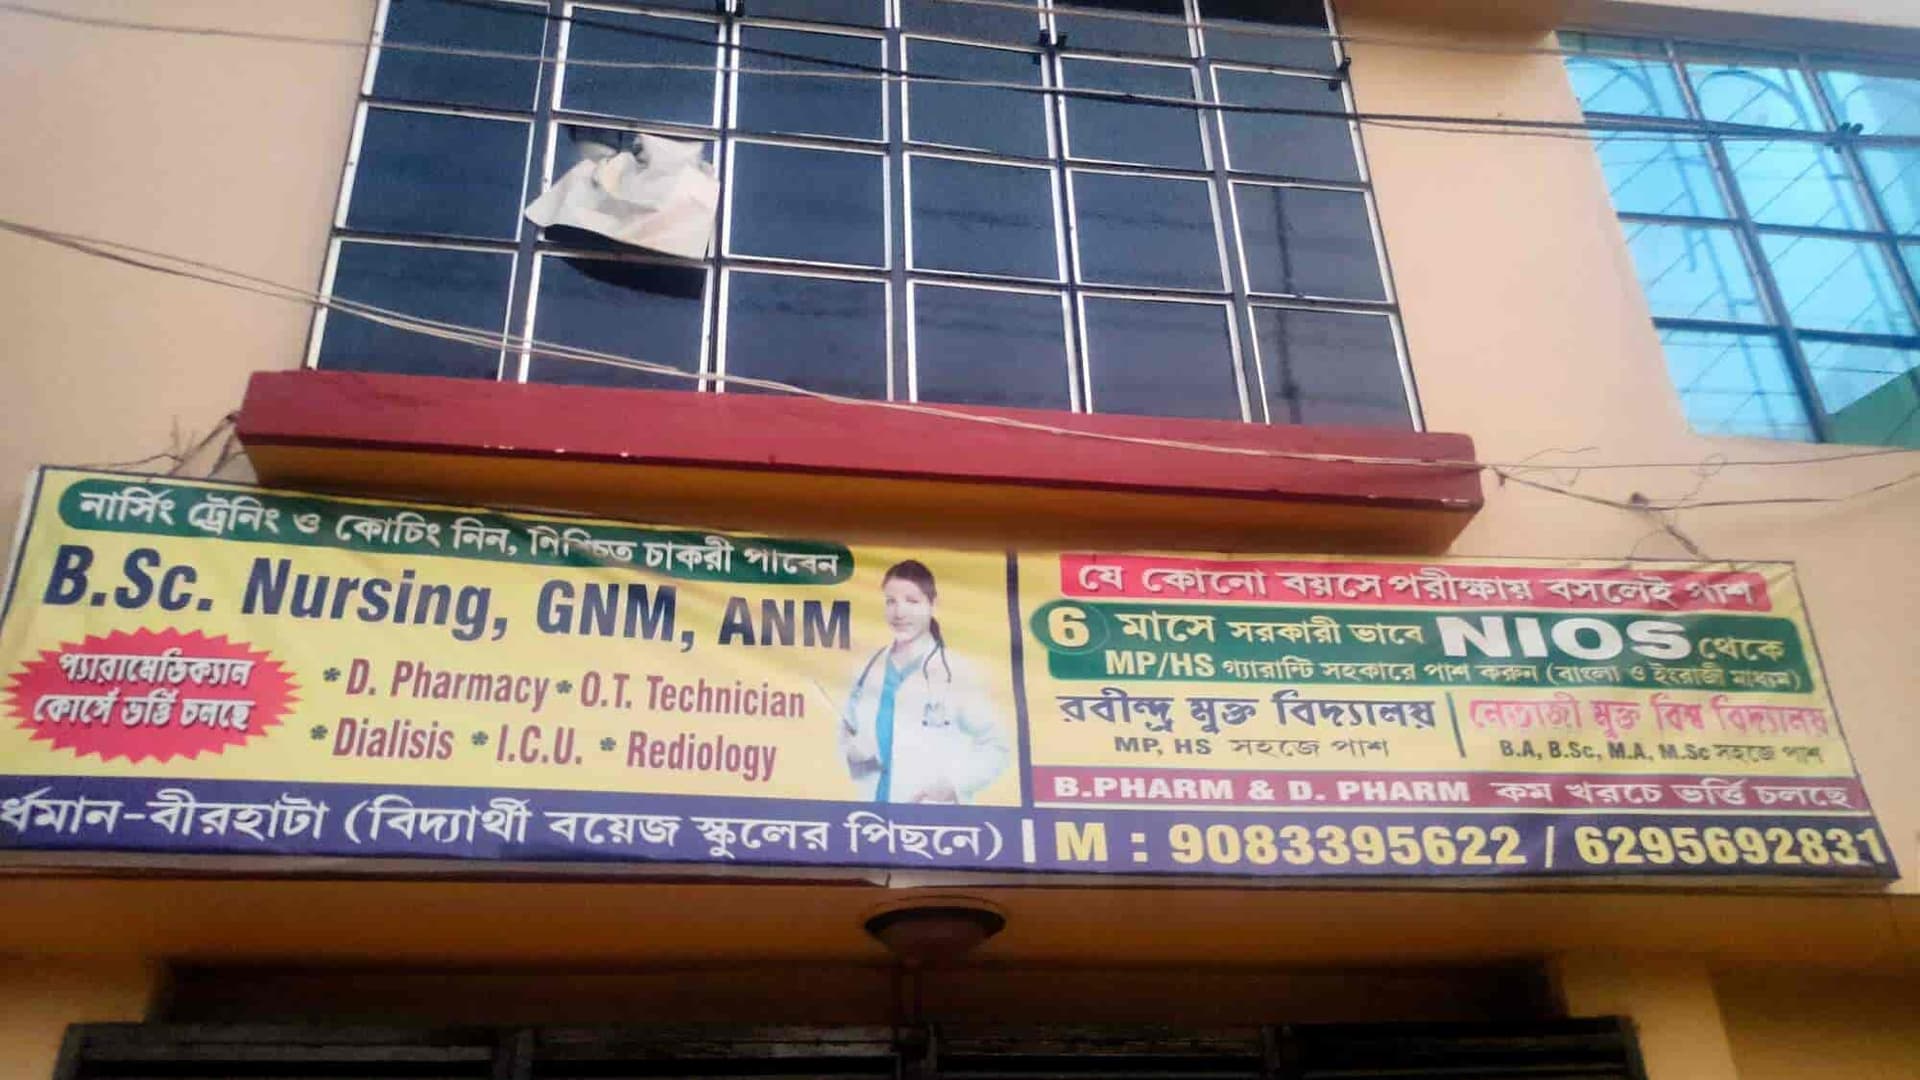 নার্সিং ট্রেনিং ও কোচিং নিন, নিশ্চিত চাকরী পাবেন
B.Sc. Nursing, GNM, ANM
প্যারামেডিক্যাল
কোর্সে ভর্তি চলছে
* D. Pharmacy * O.T. Technician
* Dialisis * I.C.U. * Rediology
র্ধমান-বীরহাটা (বিদ্যার্থী বয়েজ স্কুলের পিছনে) |
যে কোনো বয়সে পরীক্ষায় বসলেই পাশ
6 মাসে সরকারী ভাবে NIOS থেকে
MP/HS গ্যারান্টি সহকারে পাশ করুন (বাংলা ও ইংরাজী মাধ্যম)
রবীন্দ্র মুক্ত বিদ্যালয়
MP, HS সহজে পাশ
নেতাজী মুক্ত বিশ্ব বিদ্যালয়
B.A, B.Sc, M.A, M.Sc সহজে পাশ
B.PHARM & D. PHARM কম খরচে ভর্ত্তি চলছে
M : 9083395622 / 6295692831